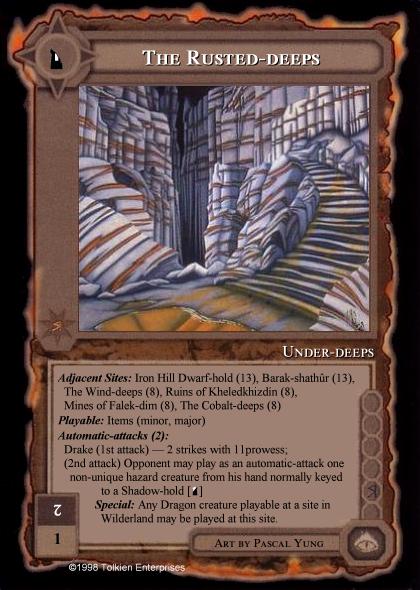 The Rusted-deeps
Under-deeps
Adjacent Sites: Iron Hill Dwarf-hold (13), Barak-shathûr (13),
The Wind-deeps (8), Ruins of Kheledkhizdín (8),
Mines of Falek-dim (8), The Cobalt-deeps (8)
Playable: Items (minor, major)
Automatic-attacks (2):
Drake (1st attack) — 2 strikes with 11prowess;
(2nd attack) Opponent may play as an automatic-attack one
non-unique hazard creature from his hand normally keyed
to a Shadow-hold [ ]
Special: Any Dragon creature playable at a site in
Wilderland may be played at this site.
1
Art by Pascal Yung
©1998 Tolkien Enterprises